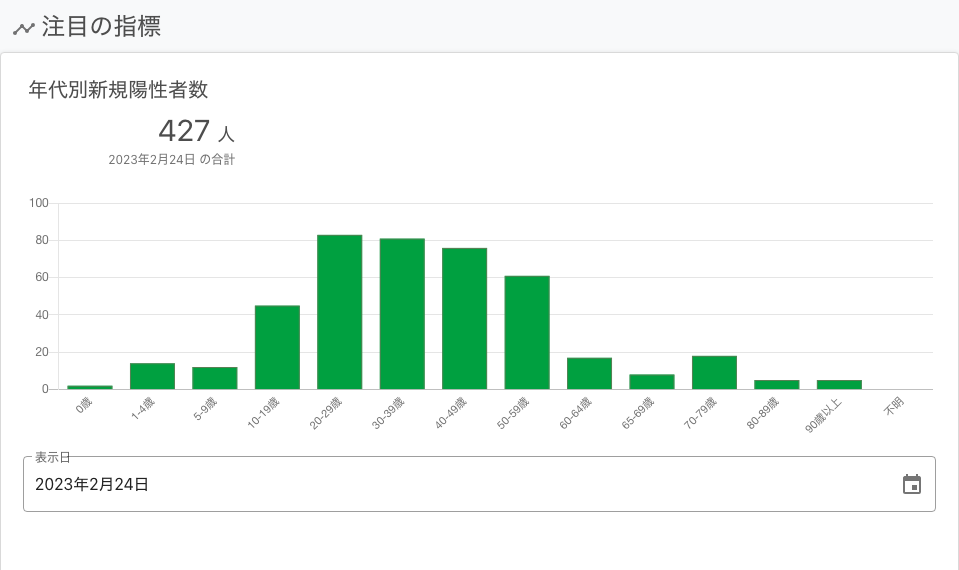 注目の指標
年代別新規陽性者数
427 人
2023年2月24日 の合計
100
80
60
40
20
0
0歳
1-4歳
5-9歳
10-19歳
20-29歳
30-39歳
40-49歳
50-59歳
60-64歳
65-69歳
70-79歳
80-89歳
90歳以上
不明
表示日
2023年2月24日